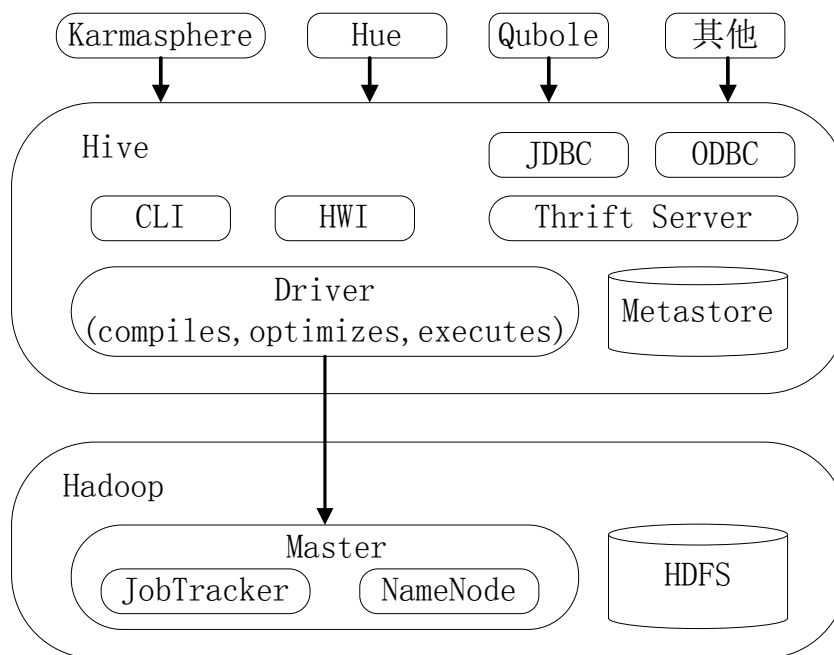 Karmasphere
Hue
Qubole
其他
Hive
JDBC
ODBC
CLI
HWI
Thrift Server
Driver
(compiles,optimizes,executes)
Metastore
Hadoop
Master
JobTracker
NameNode
HDFS